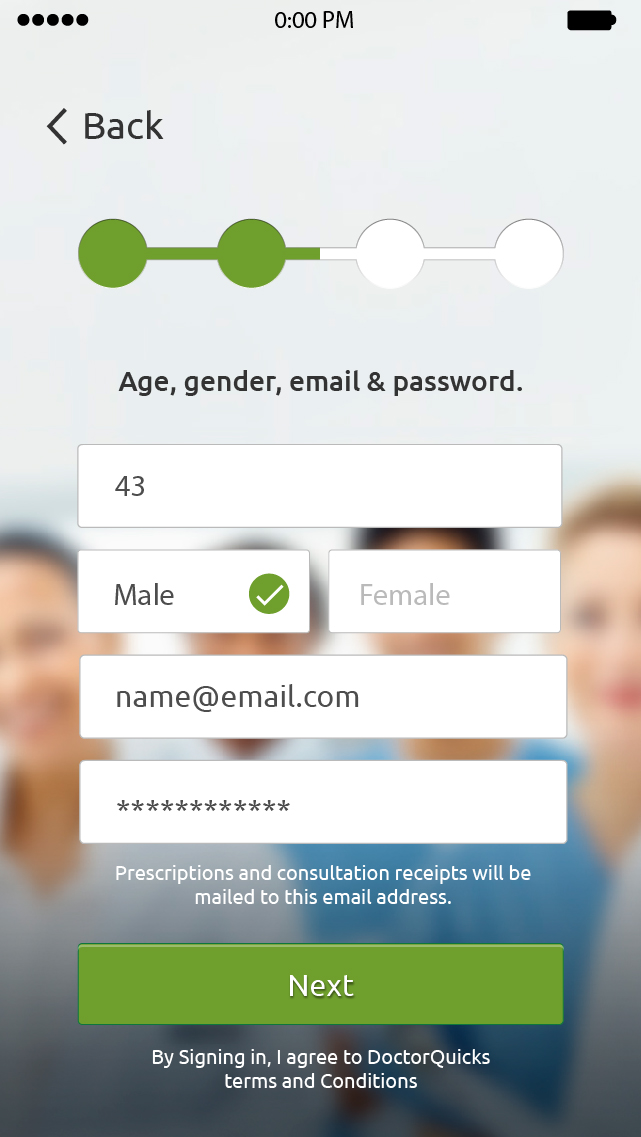 0:00 PM
Back
Age, gender, email & password.
43
Male
Female
name@email.com
************
Prescriptions and consultation receipts will be
mailed to this email address.
Next
By Signing in, I agree to DoctorQuicks
terms and Conditions